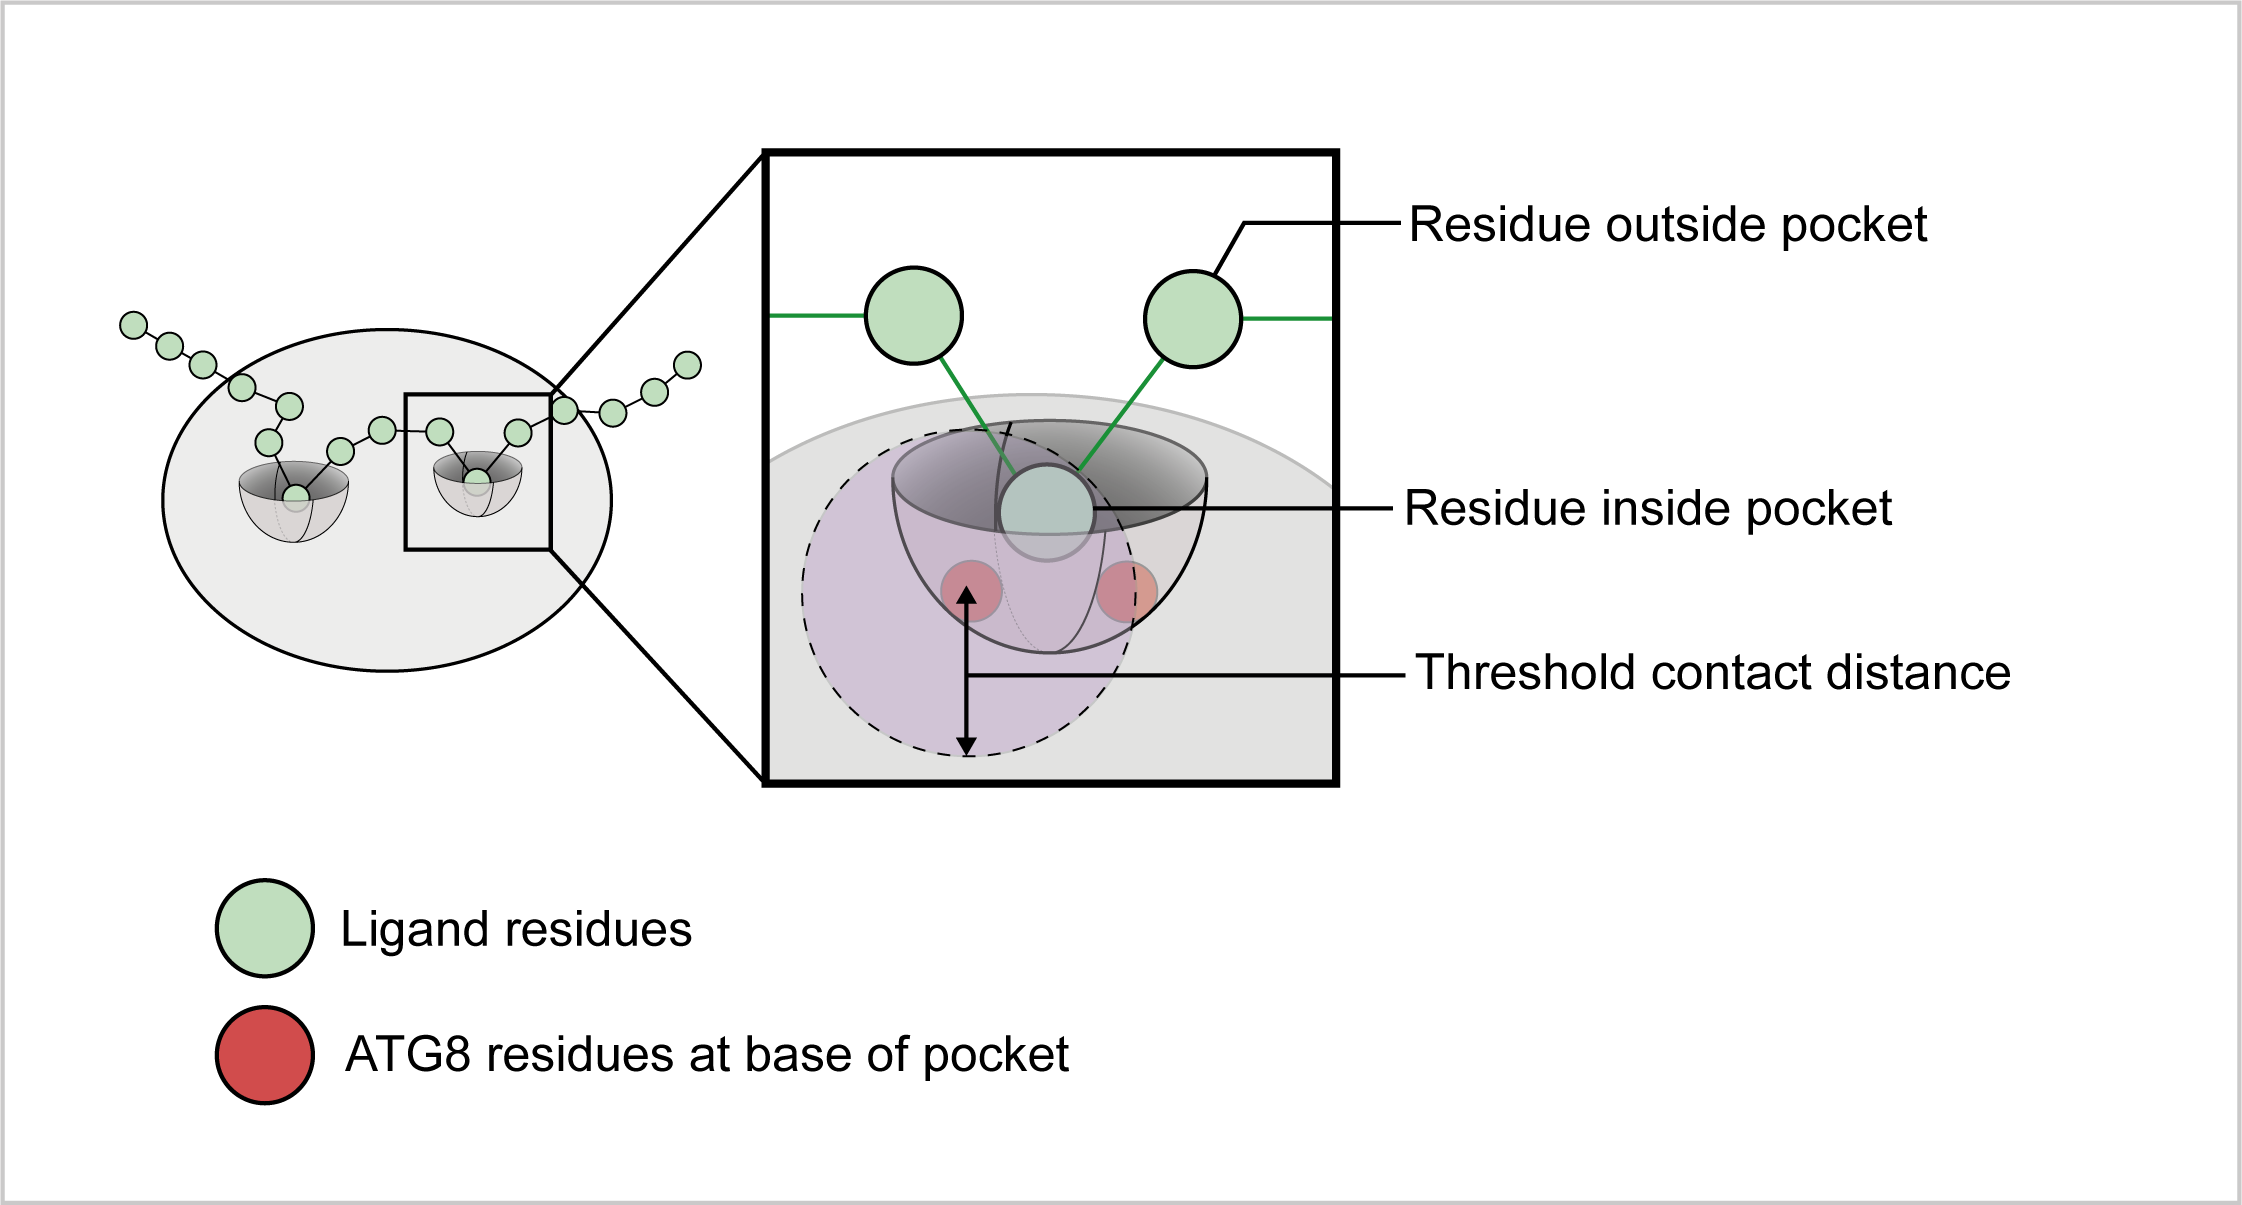 Residue outside pocket
Residue inside pocket
Threshold contact distance
Ligand residues
ATG8 residues at base of pocket